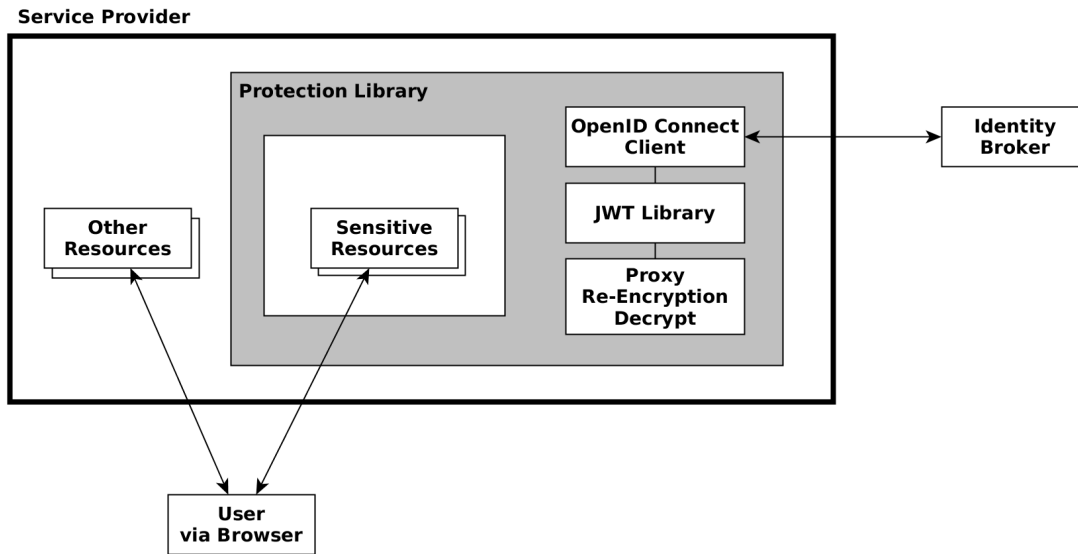 Service Provider
Protection Library
OpenID Connect
Client
Identity
Broker
JWT Library
Other
Resources
Sensitive
Resources
Proxy
Re-Encryption
Decrypt
User
via Browser